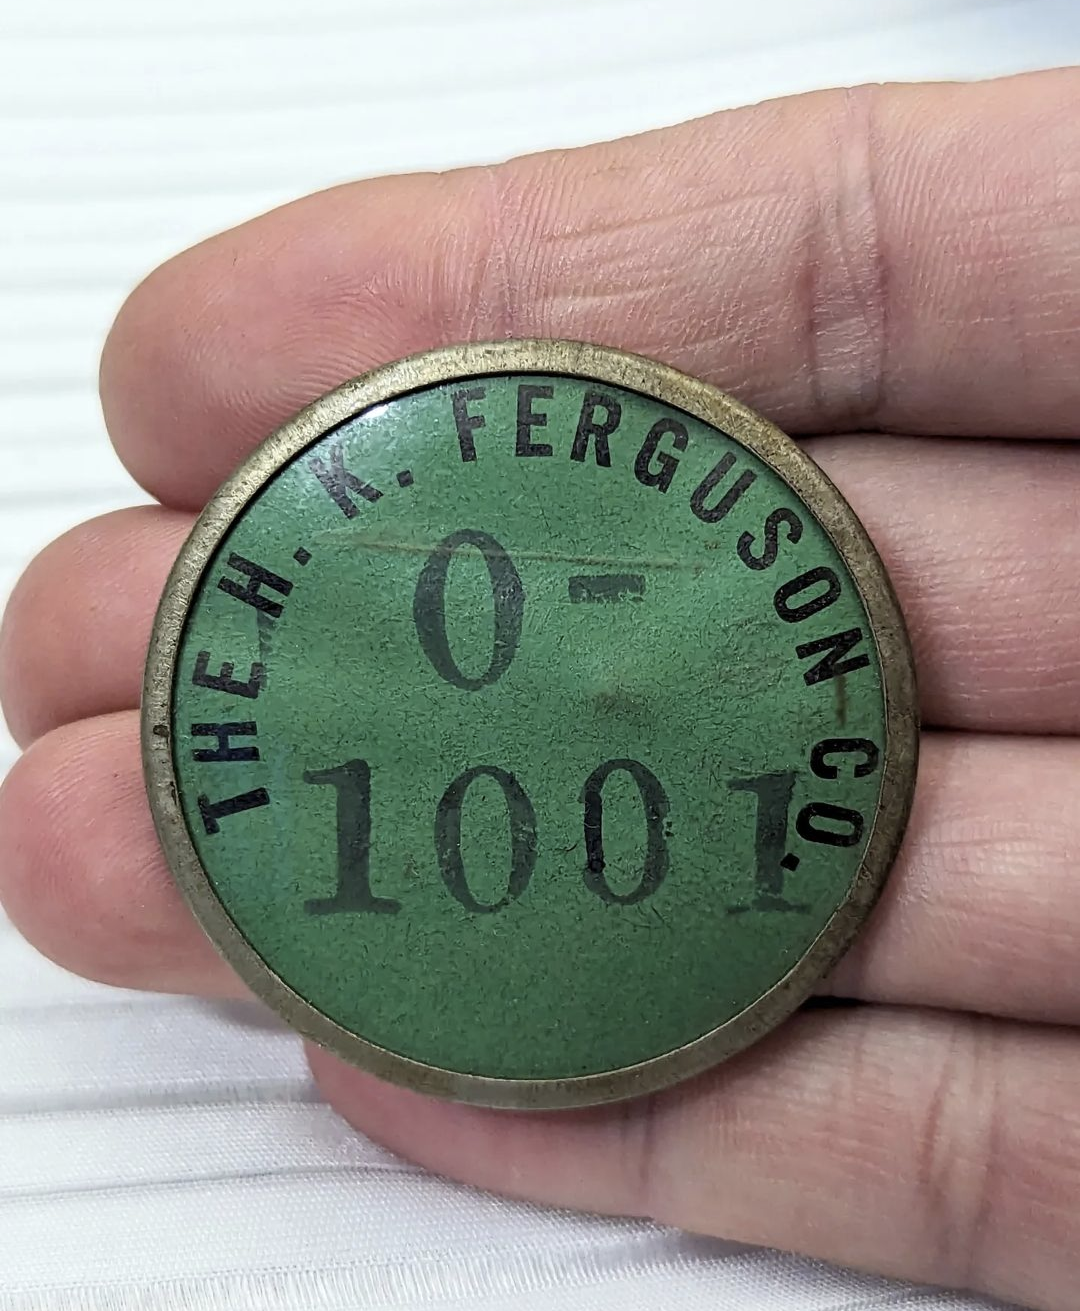 THE H. K. FERGUSON CO.
0-
1001